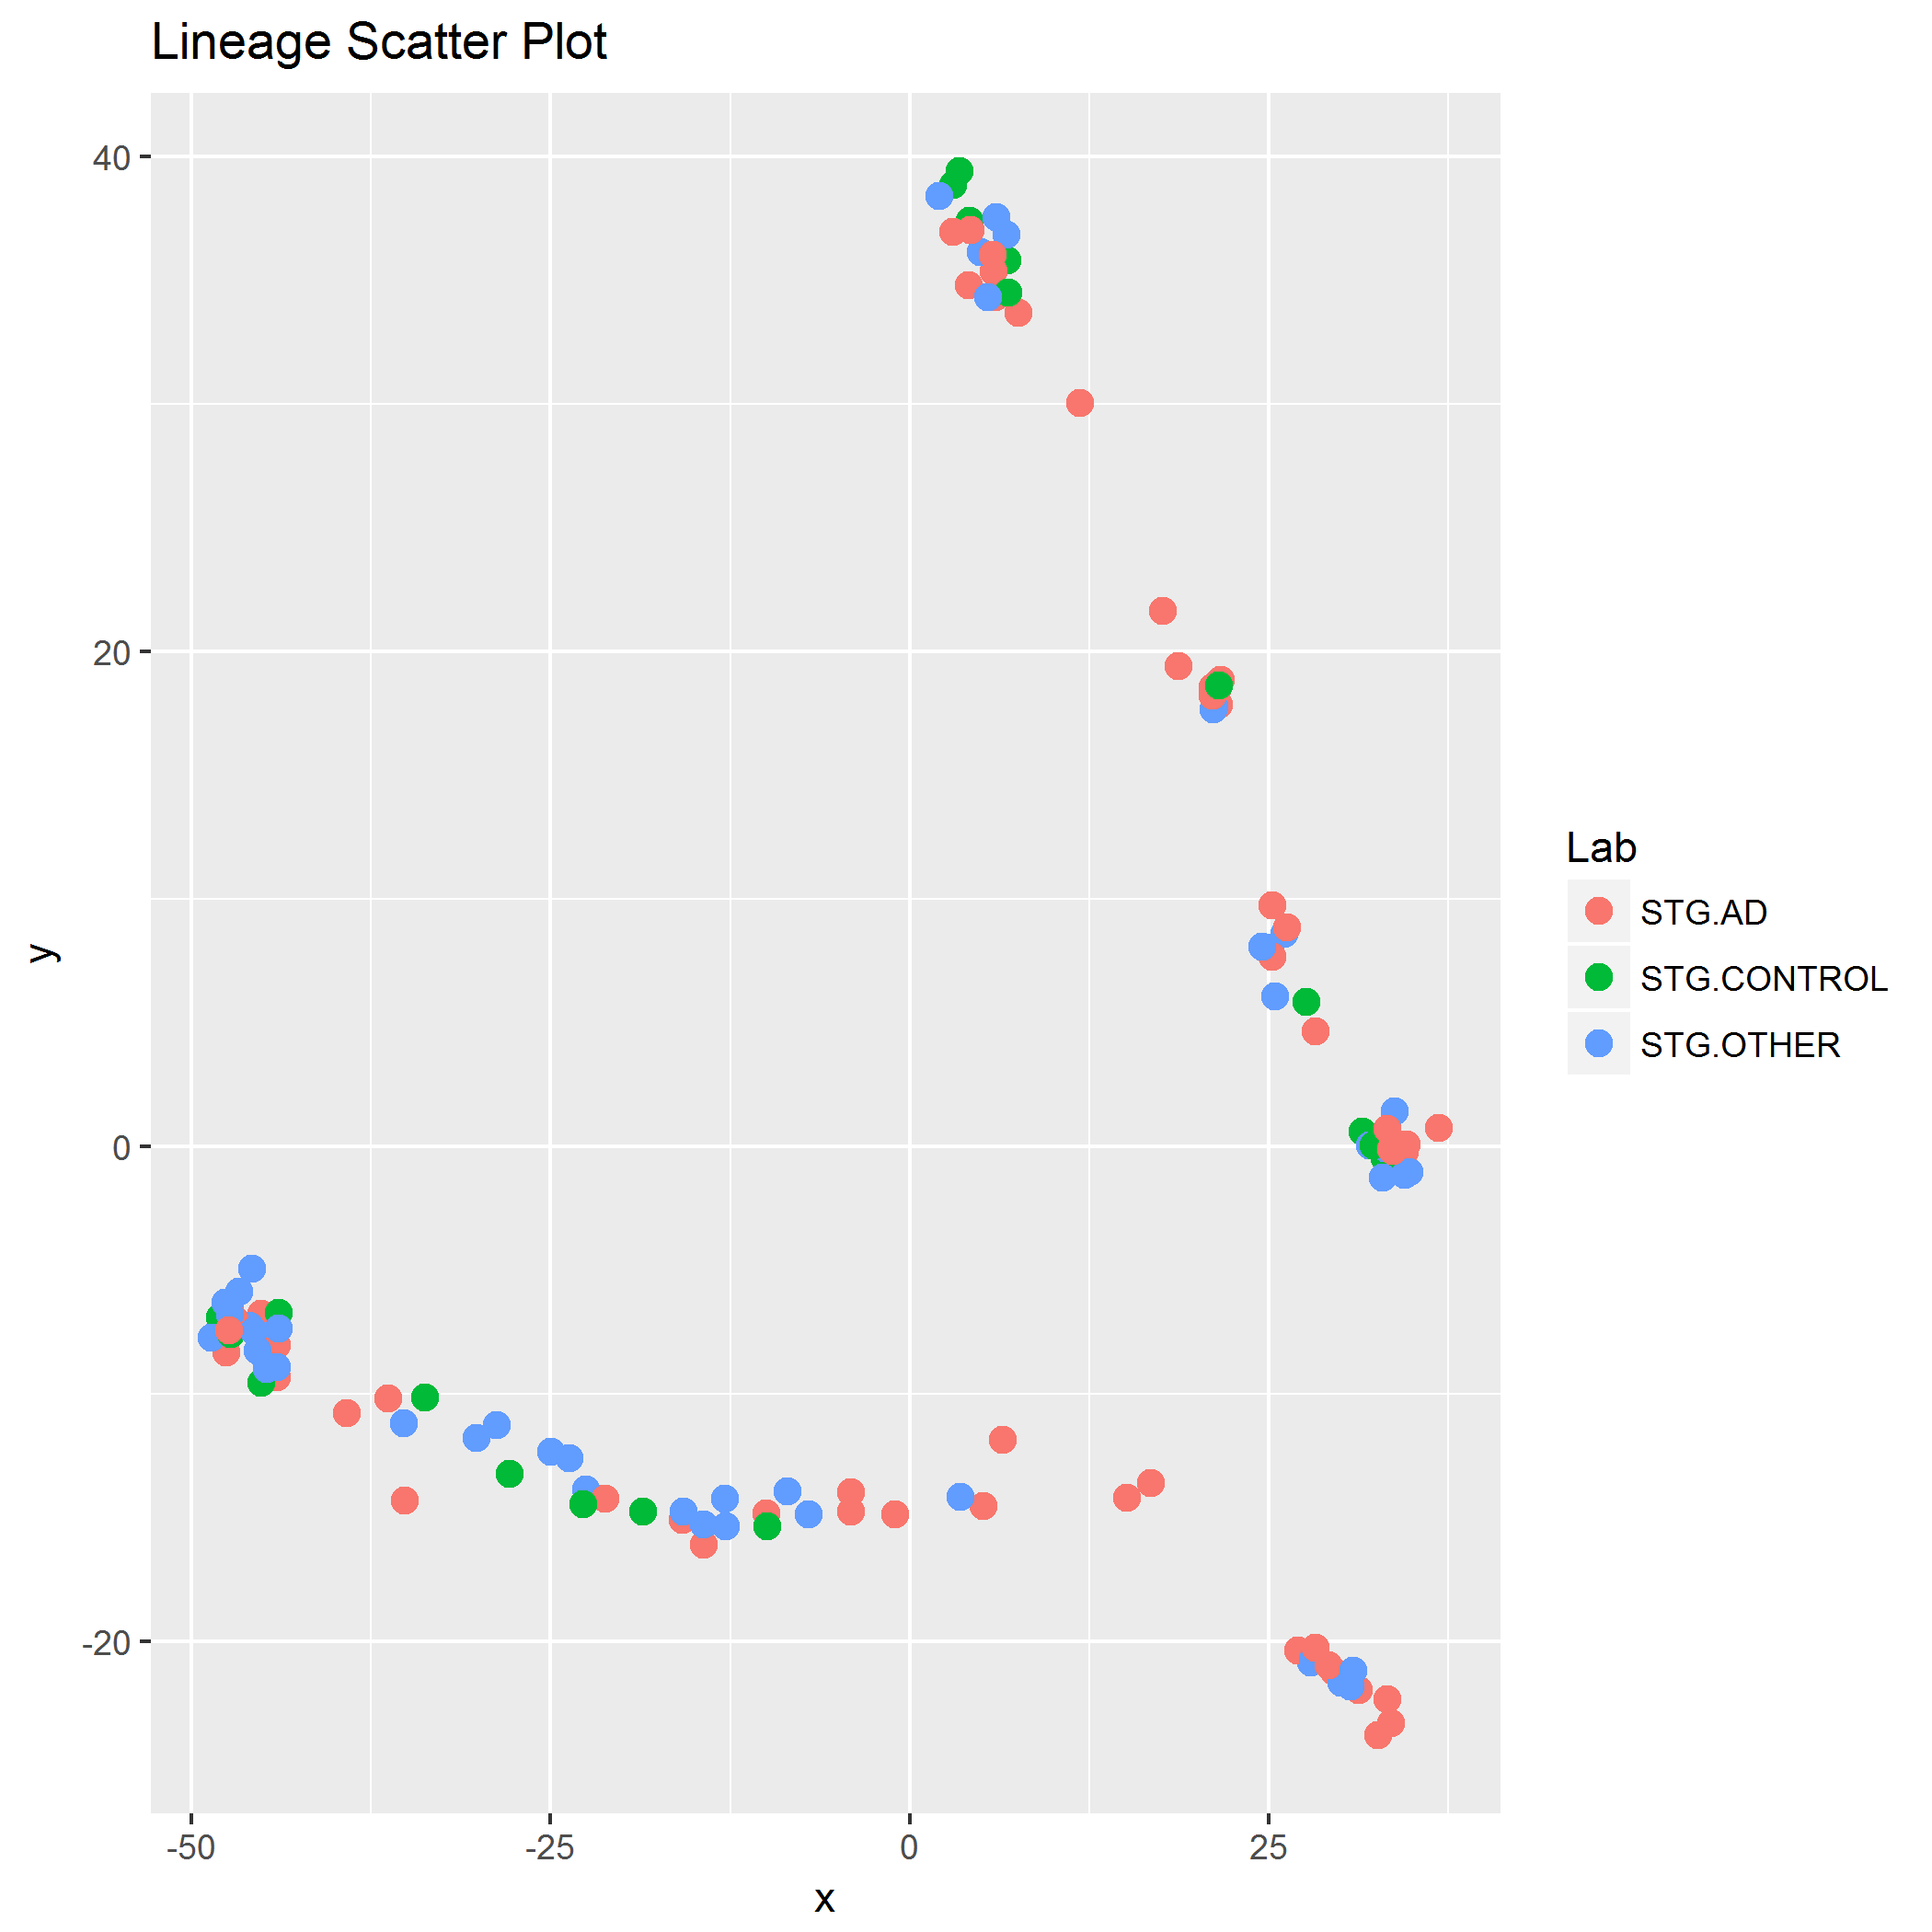 Lineage Scatter Plot
40
20
0
-20
y
-50
-25
0
25
x
Lab
STG.AD
STG.CONTROL
STG.OTHER